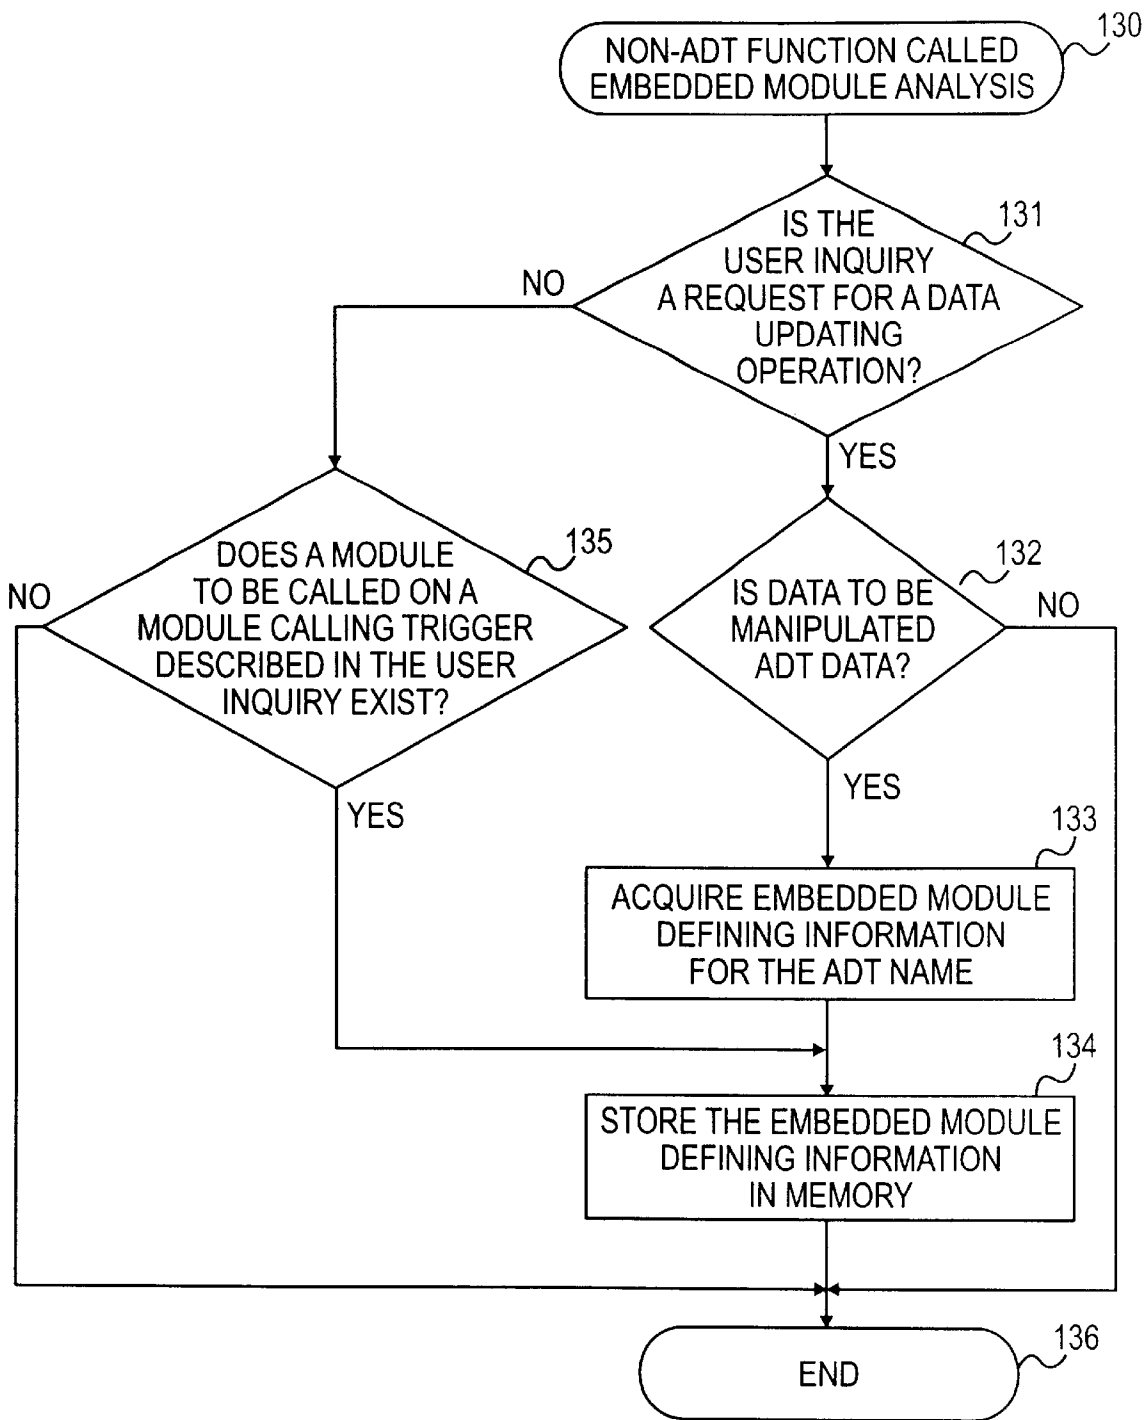 NON-ADT FUNCTION CALLED
EMBEDDED MODULE ANALYSIS
130
IS THE
USER INQUIRY
A REQUEST FOR A DATA
UPDATING
OPERATION?
131
NO
YES
DOES A MODULE
TO BE CALLED ON A
MODULE CALLING TRIGGER
DESCRIBED IN THE USER
INQUIRY EXIST?
135
NO
YES
IS DATA TO BE
MANIPULATED
ADT DATA?
132
NO
YES
133
ACQUIRE EMBEDDED MODULE
DEFINING INFORMATION
FOR THE ADT NAME
134
STORE THE EMBEDDED MODULE
DEFINING INFORMATION
IN MEMORY
END
136